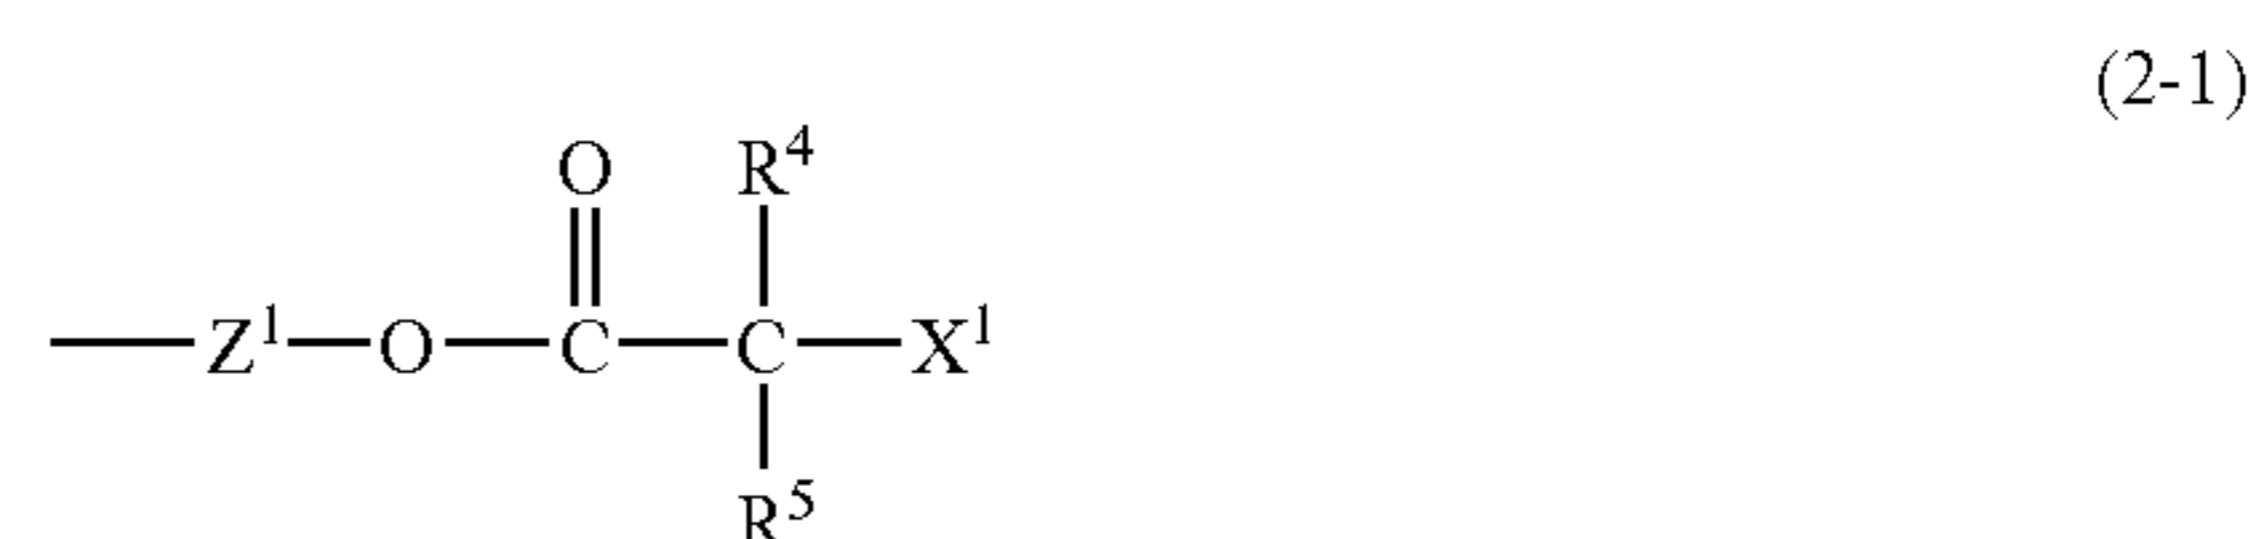 (2-1)
O R⁴
Z¹ O C C X¹
R⁵